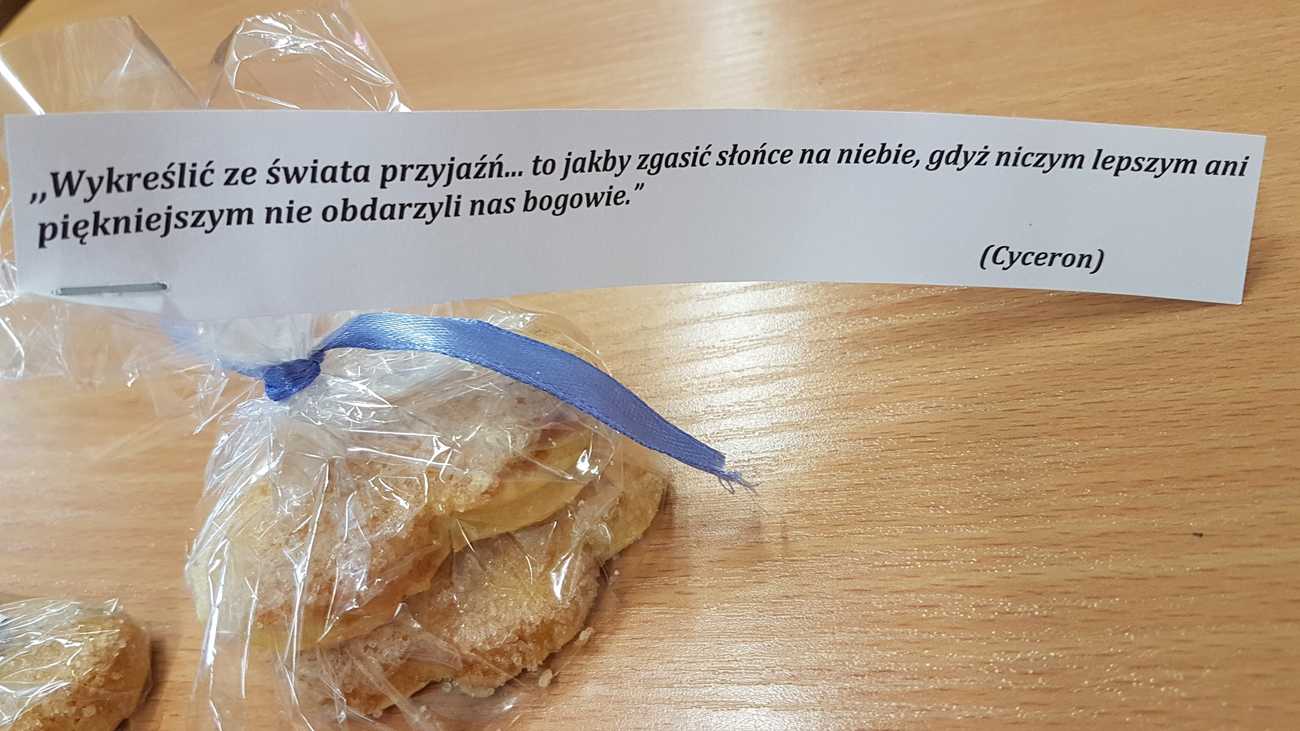 ,,Wykreślić ze świata przyjaźń... to jakby zgasić słońce na niebie, gdyż niczym lepszym ani
piękniejszym nie obdarzyli nas bogowie.”
(Cyceron)